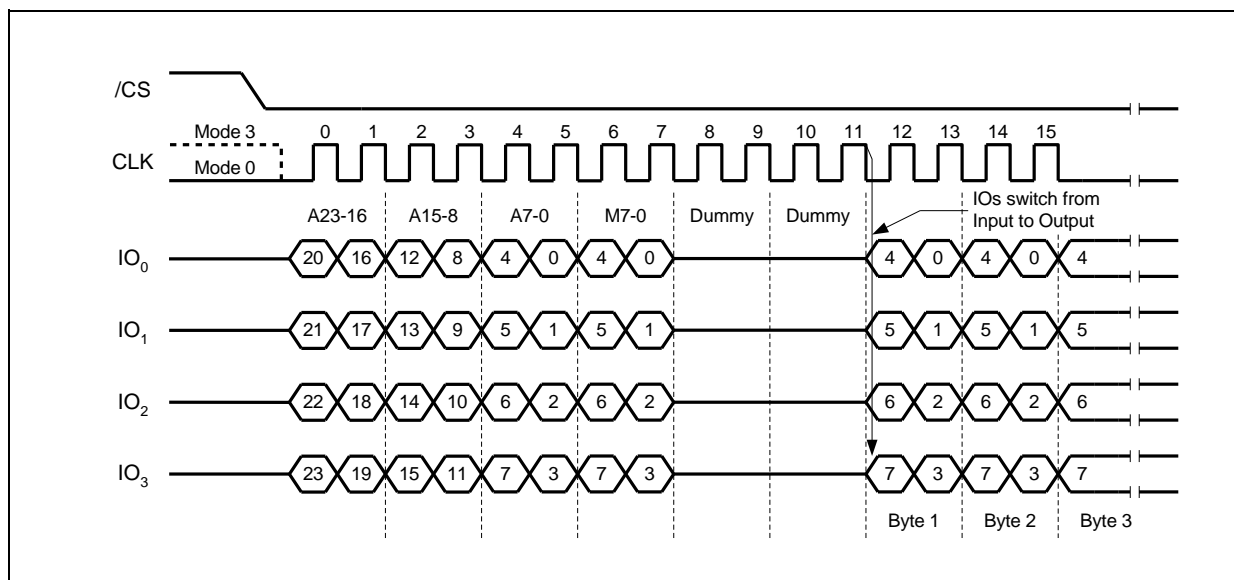 /CS
Mode 3 0 1 2 3 4 5 6 7 8 9 10 11 12 13 14 15
CLK
Mode 0
IOs switch from
Input to Output
A23-16 A15-8 A7-0 M7-0 Dummy Dummy
IO0 20 16 12 8 4 0 4 0 4 0 4 0 4
IO1 21 17 13 9 5 1 5 1 5 1 5 1 5
IO2 22 18 14 10 6 2 6 2 6 2 6 2 6
IO3 23 19 15 11 7 3 7 3 7 3 7 3 7
Byte 1 Byte 2 Byte 3